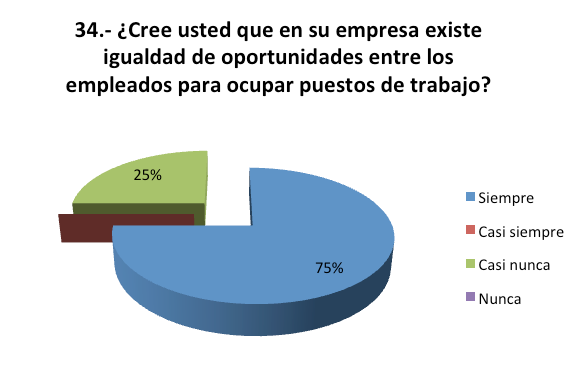 34.- ¿Cree usted que en su empresa existe
igualdad de oportunidades entre los
empleados para ocupar puestos de trabajo?
25%
75%
Siempre
Casi siempre
Casi nunca
Nunca